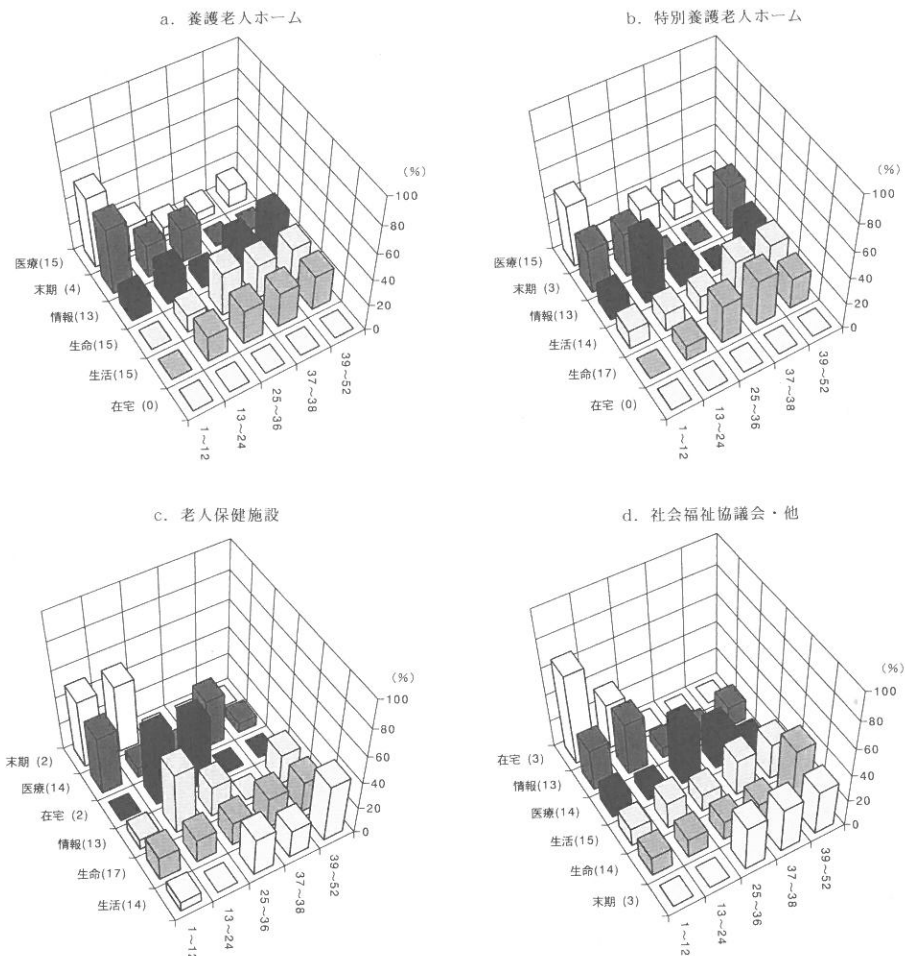 a. 養護老人ホーム
(%)
100
80
60
40
20
0
医療(15)
末期 (4)
情報(13)
生命(15)
生活(15)
在宅 (0)
1~12
13~24
25~36
37~38
39~52
b. 特別養護老人ホーム
(%)
100
80
60
40
20
0
医療(15)
末期 (3)
情報(13)
生活(14)
生命(17)
在宅 (0)
1~12
13~24
25~36
37~38
39~52
c. 老人保健施設
(%)
100
80
60
40
20
0
末期 (2)
医療(14)
在宅 (2)
情報(13)
生命(17)
生活(14)
1~12
13~24
25~36
37~38
39~52
d. 社会福祉協議会・他
(%)
100
80
60
40
20
0
在宅 (3)
情報(13)
医療(14)
生活(15)
生命(14)
末期 (3)
1~12
13~24
25~36
37~38
39~52